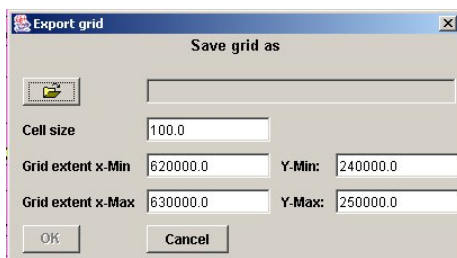 Export grid
Save grid as
Cell size 100.0
Grid extent x-Min 620000.0 Y-Min: 240000.0
Grid extent x-Max 630000.0 Y-Max: 250000.0
OK Cancel